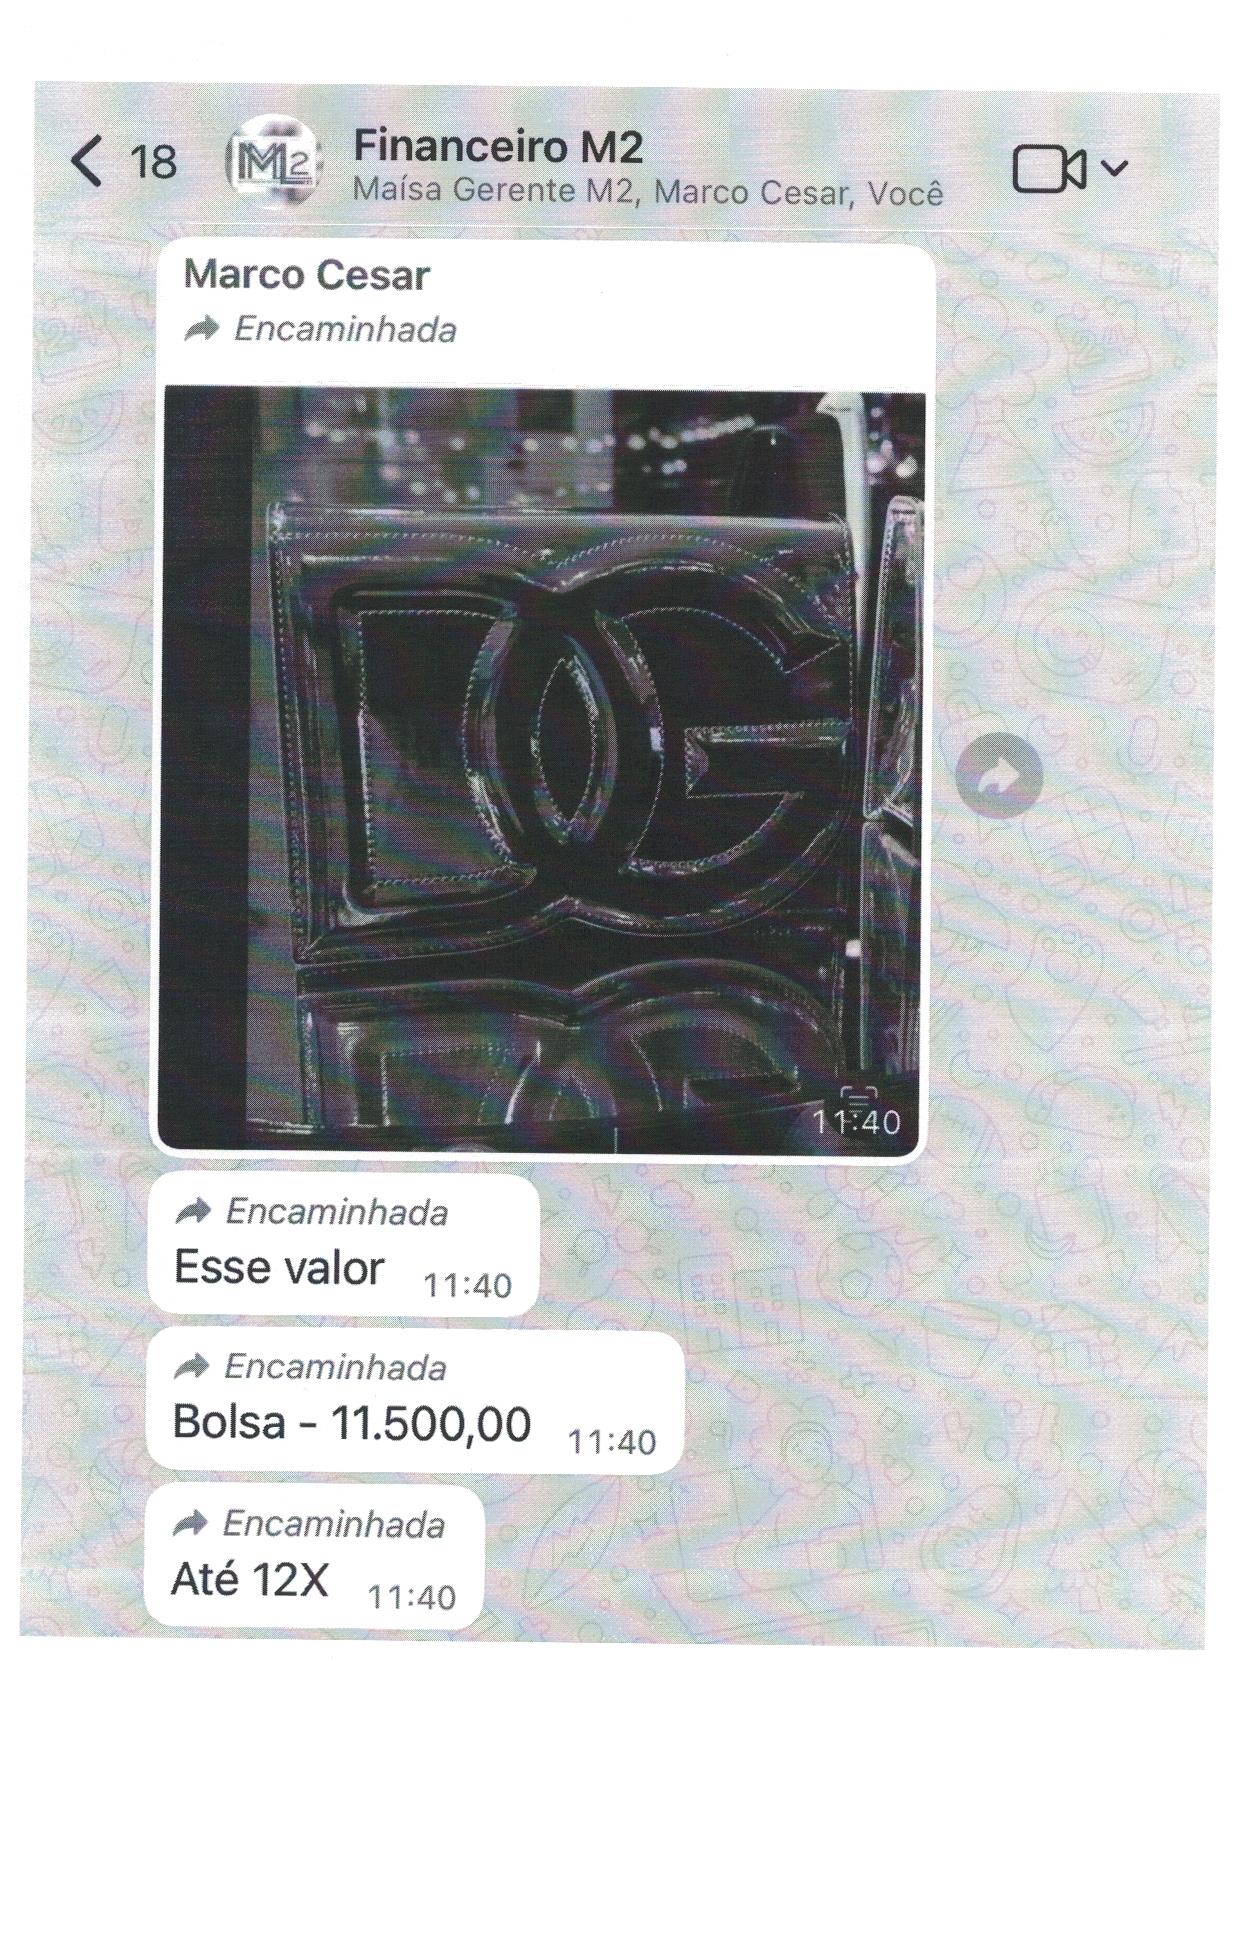 18
M2
Financeiro M2
Maísa Gerente M2, Marco Cesar, Você
Marco Cesar
Encaminhada
DG
11:40
Encaminhada
Esse valor 11:40
Encaminhada
Bolsa - 11.500,00 11:40
Encaminhada
Até 12X 11:40